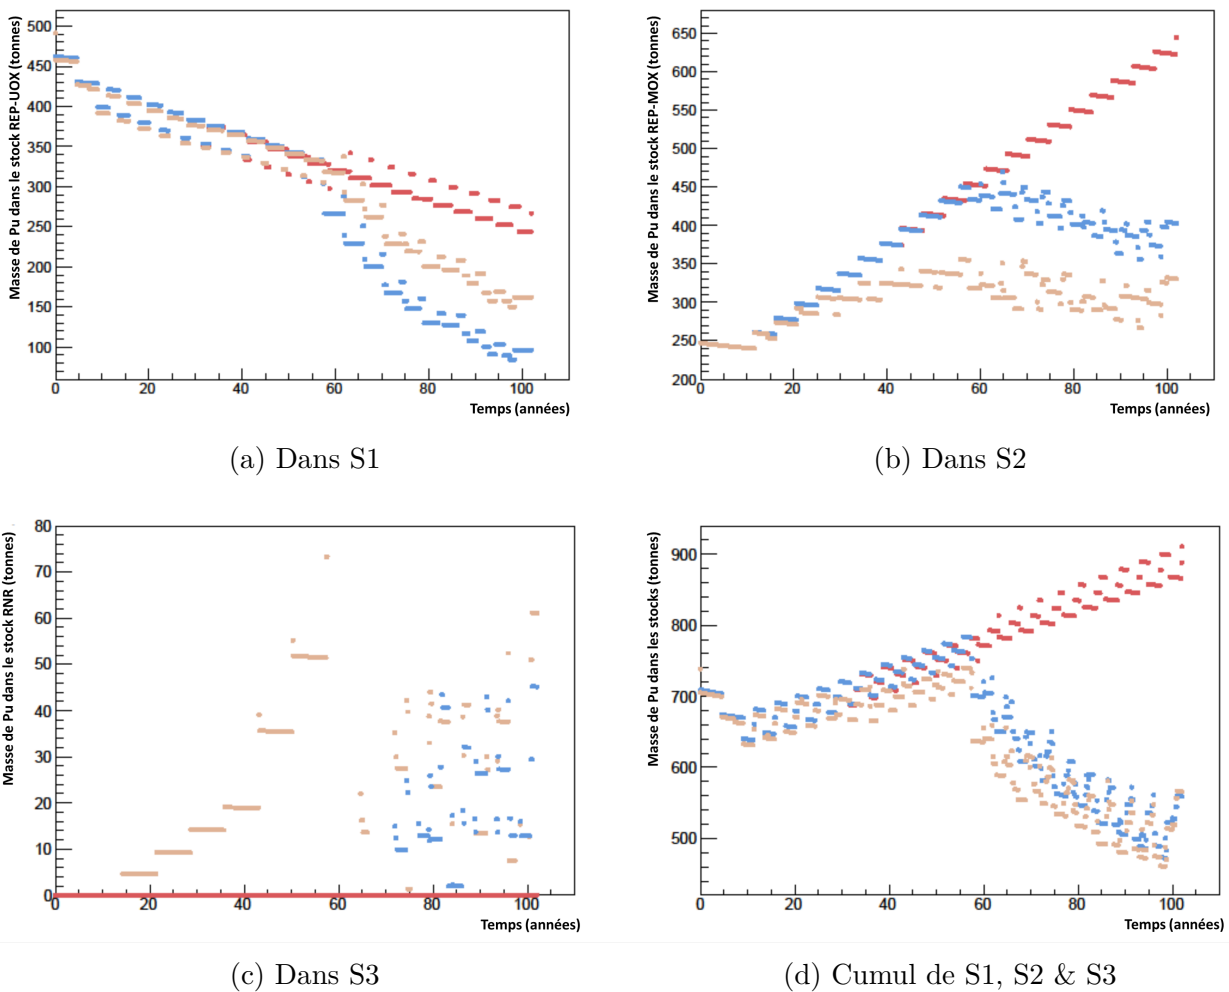 Masse de Pu dans le stock REP-UOX (tonnes)
500
450
400
350
300
250
200
150
100
0 20 40 60 80 100
Temps (années)
(a) Dans S1
Masse de Pu dans le stock REP-MOX (tonnes)
650
600
550
500
450
400
350
300
250
200
0 20 40 60 80 100
Temps (années)
(b) Dans S2
Masse de Pu dans le stock RNR (tonnes)
80
70
60
50
40
30
20
10
0
0 20 40 60 80 100
Temps (années)
(c) Dans S3
Masse de Pu dans les stocks (tonnes)
900
800
700
600
500
0 20 40 60 80 100
Temps (années)
(d) Cumul de S1, S2 & S3